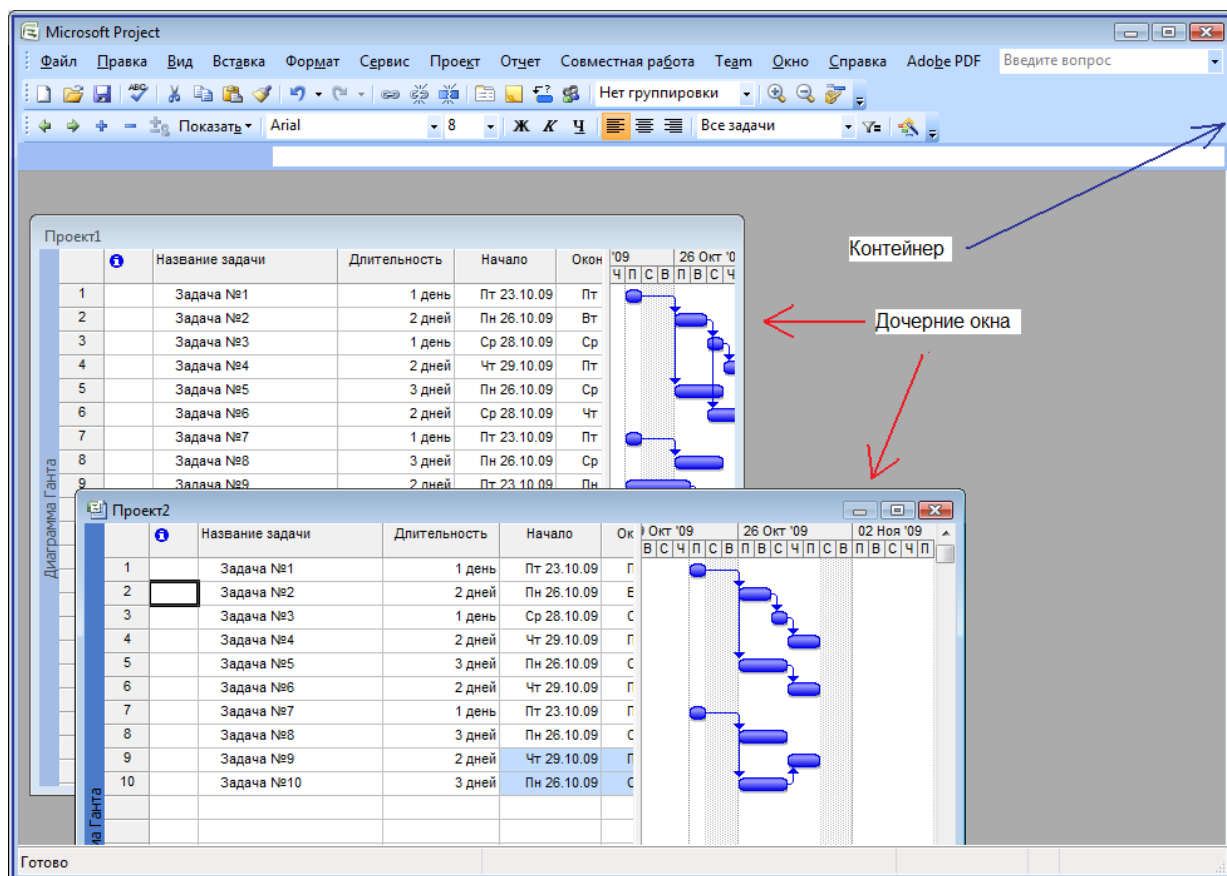 Microsoft Project
Файл Правка Вид Вставка Формат Сервис Проект Отчет Совместная работа Team Окно Справка Adobe PDF Введите вопрос
ABC Нет группировки
Показать Arial 8 Ж К Ч Все задачи
Проект1
Название задачи Длительность Начало Окон '09 26 Окт '0
Ч П С В П В С Ч
1 Задача №1 1 день Пт 23.10.09 Пт
2 Задача №2 2 дней Пн 26.10.09 Вт
3 Задача №3 1 день Ср 28.10.09 Ср
4 Задача №4 2 дней Чт 29.10.09 Пт
5 Задача №5 3 дней Пн 26.10.09 Ср
6 Задача №6 2 дней Ср 28.10.09 Чт
7 Задача №7 1 день Пт 23.10.09 Пт
8 Задача №8 3 дней Пн 26.10.09 Ср
9 Задача №9 2 дней Пт 23.10.09 Пн
Диаграмма Ганта
Контейнер
Дочерние окна
Проект2
Название задачи Длительность Начало Ок Окт '09 26 Окт '09 02 Ноя '09
В С Ч П С В П В С Ч П С В П В С Ч П
1 Задача №1 1 день Пт 23.10.09
2 Задача №2 2 дней Пн 26.10.09
3 Задача №3 1 день Ср 28.10.09
4 Задача №4 2 дней Чт 29.10.09
5 Задача №5 3 дней Пн 26.10.09
6 Задача №6 2 дней Чт 29.10.09
7 Задача №7 1 день Пт 23.10.09
8 Задача №8 3 дней Пн 26.10.09
9 Задача №9 2 дней Чт 29.10.09
10 Задача №10 3 дней Пн 26.10.09
ма Ганта
Готово